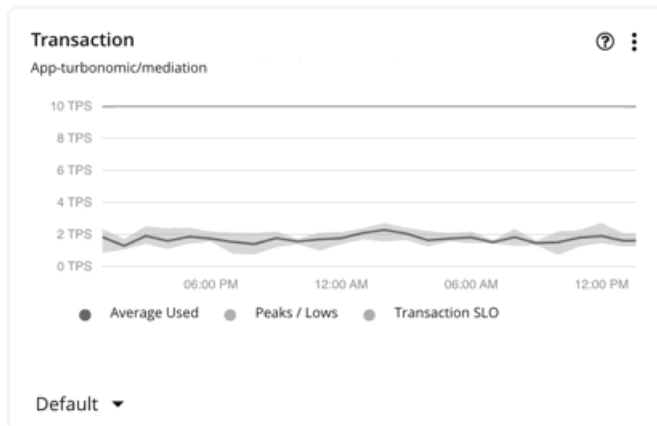 Transaction
App-turbonomic/mediation
10 TPS
8 TPS
6 TPS
4 TPS
2 TPS
0 TPS
06:00 PM 12:00 AM 06:00 AM 12:00 PM
Average Used Peaks / Lows Transaction SLO
Default